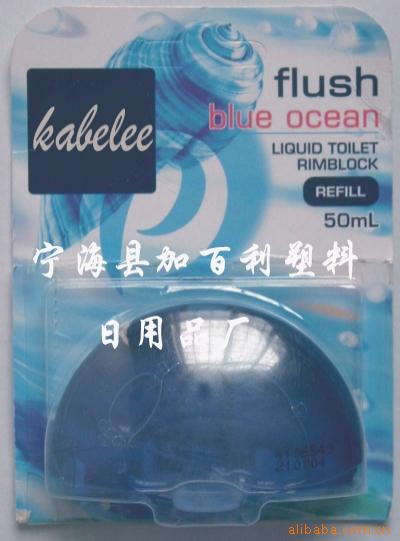 kabelee
flush
blue ocean
LIQUID TOILET
RIMBLOCK
REFILL
50mL
宁海县加百利塑料
日用品厂
210704
alibaba.com.cn